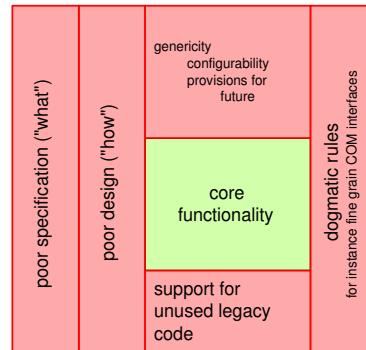 poor specification ("what")
poor design ("how")
genericity
configurability
provisions for
future
core
functionality
support for
unused legacy
code
dogmatic rules
for instance fine grain COM interfaces